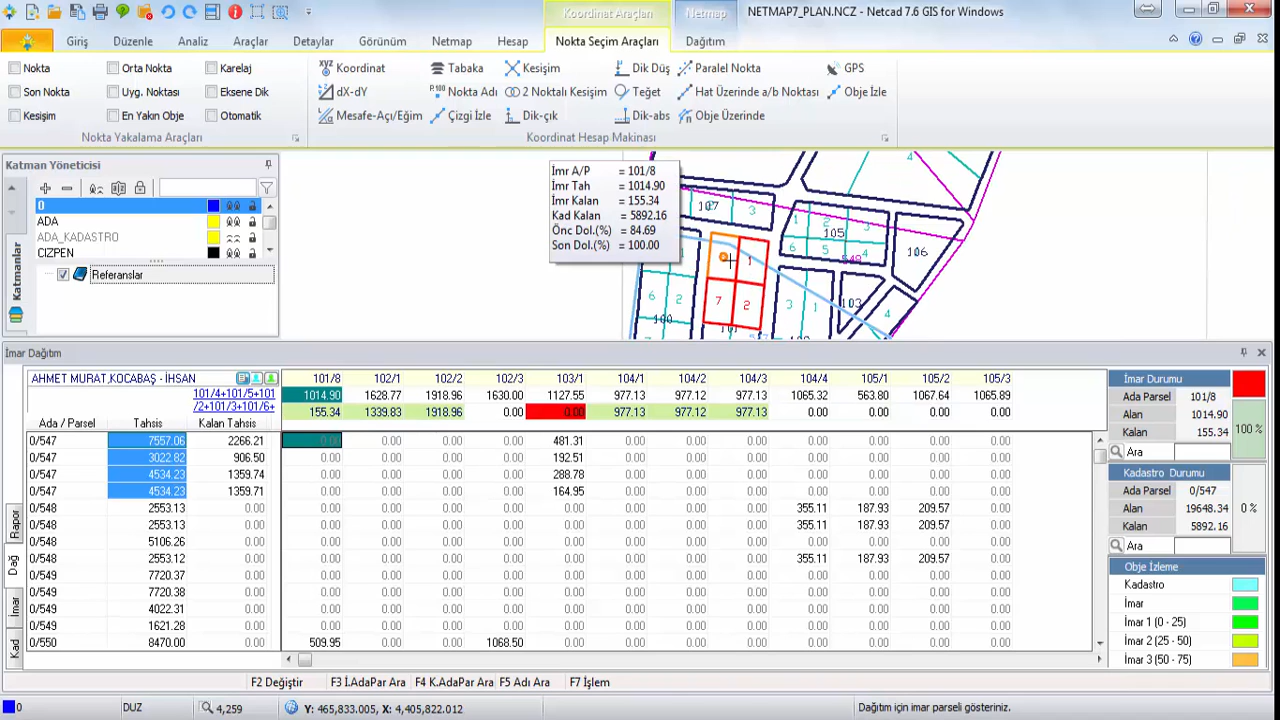 Koordinat Araçları
Netmap
NETMAP7_PLAN.NCZ - Netcad 7.6 GIS for Windows
Giriş
Düzenle
Analiz
Araçlar
Detaylar
Görünüm
Netmap
Hesap
Nokta Seçim Araçları
Dağıtım
Nokta
Orta Nokta
Karelaj
Son Nokta
Uyg. Noktası
Eksene Dik
Kesişim
En Yakın Obje
Otomatik
Nokta Yakalama Araçları
Koordinat
Tabaka
Kesişim
Dik Düş
Paralel Nokta
GPS
dX-dY
Nokta Adı
2 Noktalı Kesişim
Teğet
Hat Üzerinde a/b Noktası
Obje İzle
Mesafe-Açı/Eğim
Çizgi İzle
Dik-çık
Dik-abs
Obje Üzerinde
Koordinat Hesap Makinası
Katman Yöneticisi
0
ADA
ADA_KADASTRO
CIZPEN
Referanslar
Katmanlar
İmr A/P = 101/8
İmr Tah = 1014.90
İmr Kalan = 155.34
Kad Kalan = 5892.16
Önc Dol.(%) = 84.69
Son Dol.(%) = 100.00
4
107 3
1
105
6 5 4
106
1
6 2
7 2
3 1
103
4
İmar Dağıtım
AHMET MURAT,KOCABAŞ - İHSAN
101/4+101/5+101
/2+101/3+101/6+
101/8 102/1 102/2 102/3 103/1 104/1 104/2 104/3 104/4 105/1 105/2 105/3
1014.90 1628.77 1918.96 1630.00 1127.55 977.13 977.12 977.13 1065.32 563.80 1067.64 1065.89
155.34 1339.83 1918.96 0.00 0.00 977.13 977.12 977.13 0.00 0.00 0.00 0.00
Ada / Parsel Tahsis Kalan Tahsis
0/547 7557.06 2266.21 0.00 0.00 0.00 0.00 481.31 0.00 0.00 0.00 0.00 0.00 0.00 0.00
0/547 3022.82 906.50 0.00 0.00 0.00 0.00 192.51 0.00 0.00 0.00 0.00 0.00 0.00 0.00
0/547 4534.23 1359.74 0.00 0.00 0.00 0.00 288.78 0.00 0.00 0.00 0.00 0.00 0.00 0.00
0/547 4534.23 1359.71 0.00 0.00 0.00 0.00 164.95 0.00 0.00 0.00 0.00 0.00 0.00 0.00
0/548 2553.13 0.00 0.00 0.00 0.00 0.00 0.00 0.00 0.00 0.00 355.11 187.93 209.57 0.00
0/548 2553.13 0.00 0.00 0.00 0.00 0.00 0.00 0.00 0.00 0.00 355.11 187.93 209.57 0.00
0/548 5106.26 0.00 0.00 0.00 0.00 0.00 0.00 0.00 0.00 0.00 0.00 0.00 0.00 0.00
0/548 2553.12 0.00 0.00 0.00 0.00 0.00 0.00 0.00 0.00 0.00 355.11 187.93 209.57 0.00
0/549 7720.37 0.00 0.00 0.00 0.00 0.00 0.00 0.00 0.00 0.00 0.00 0.00 0.00 0.00
0/549 7720.37 0.00 0.00 0.00 0.00 0.00 0.00 0.00 0.00 0.00 0.00 0.00 0.00 0.00
0/549 4022.31 0.00 0.00 0.00 0.00 0.00 0.00 0.00 0.00 0.00 0.00 0.00 0.00 0.00
0/549 1621.28 0.00 0.00 0.00 0.00 0.00 0.00 0.00 0.00 0.00 0.00 0.00 0.00 0.00
0/550 8470.00 0.00 509.95 0.00 0.00 1068.50 0.00 0.00 0.00 0.00 0.00 0.00 0.00 0.00
Rapor
Dağ
İmar
Kad
İmar Durumu
Ada Parsel 101/8
Alan 1014.90
Kalan 155.34
100 %
Ara
Kadastro Durumu
Ada Parsel 0/547
Alan 19648.34
Kalan 5892.16
0 %
Ara
Obje İzleme
Kadastro
İmar
İmar 1 (0 - 25)
İmar 2 (25 - 50)
İmar 3 (50 - 75)
F2 Değiştir
F3 İ.AdaPar Ara
F4 K.AdaPar Ara
F5 Adı Ara
F7 İşlem
0
DUZ
4,259
Y: 465,833.005, X: 4,405,822.012
Dağıtım için imar parseli gösteriniz.